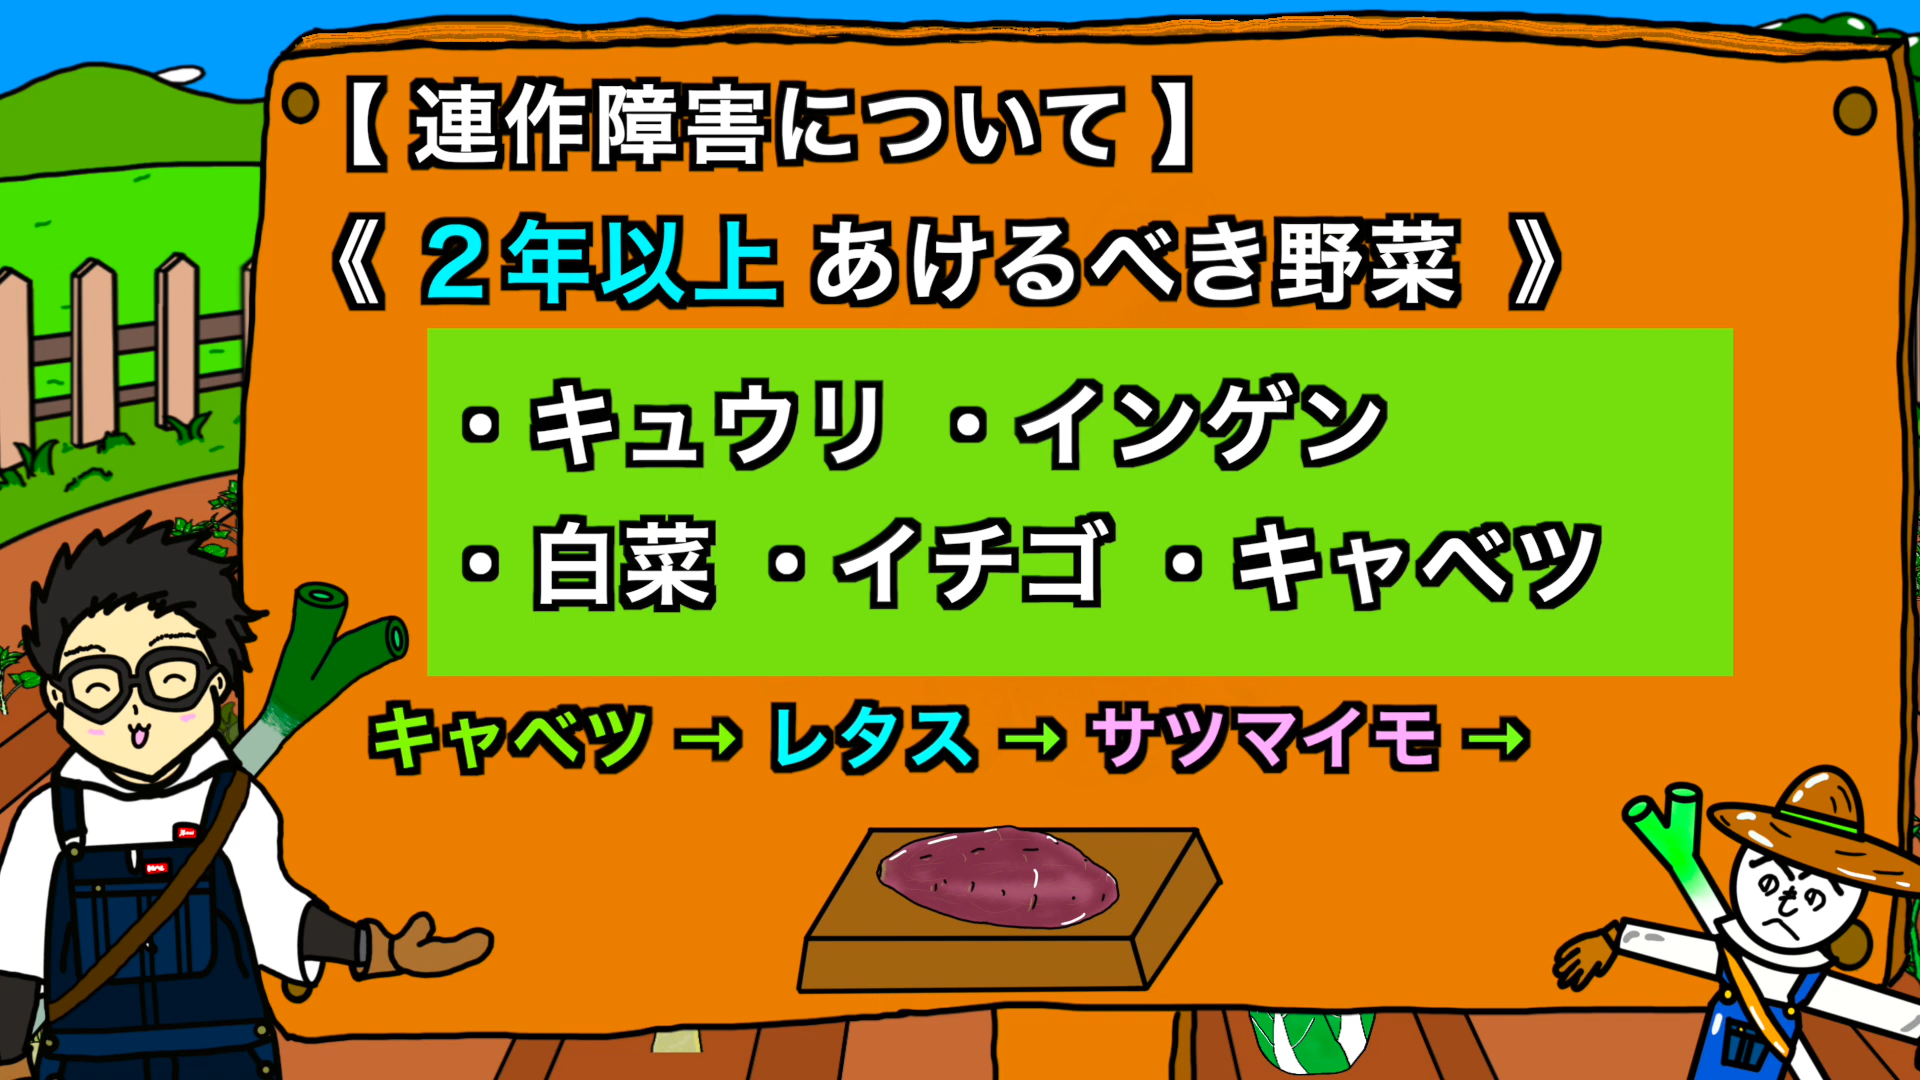 【 連作障害について 】
《 ２年以上 あけるべき野菜 》
・キュウリ ・インゲン
・白菜 ・イチゴ ・キャベツ
キャベツ → レタス → サツマイモ →